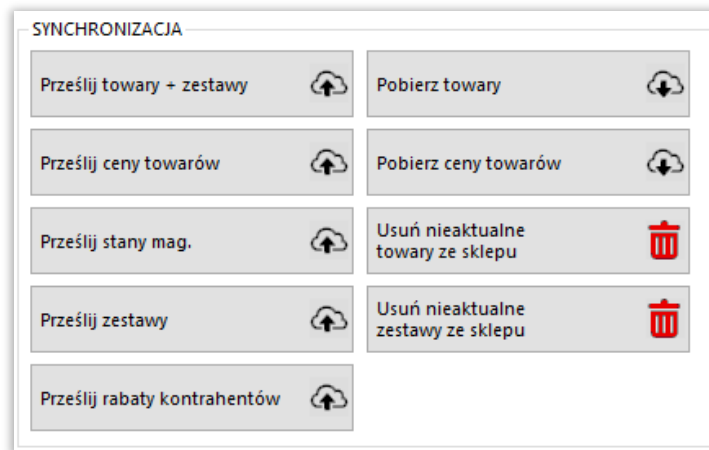 SYNCHRONIZACJA
Prześlij towary + zestawy
Pobierz towary
Prześlij ceny towarów
Pobierz ceny towarów
Prześlij stany mag.
Usuń nieaktualne
towary ze sklepu
Prześlij zestawy
Usuń nieaktualne
zestawy ze sklepu
Prześlij rabaty kontrahentów